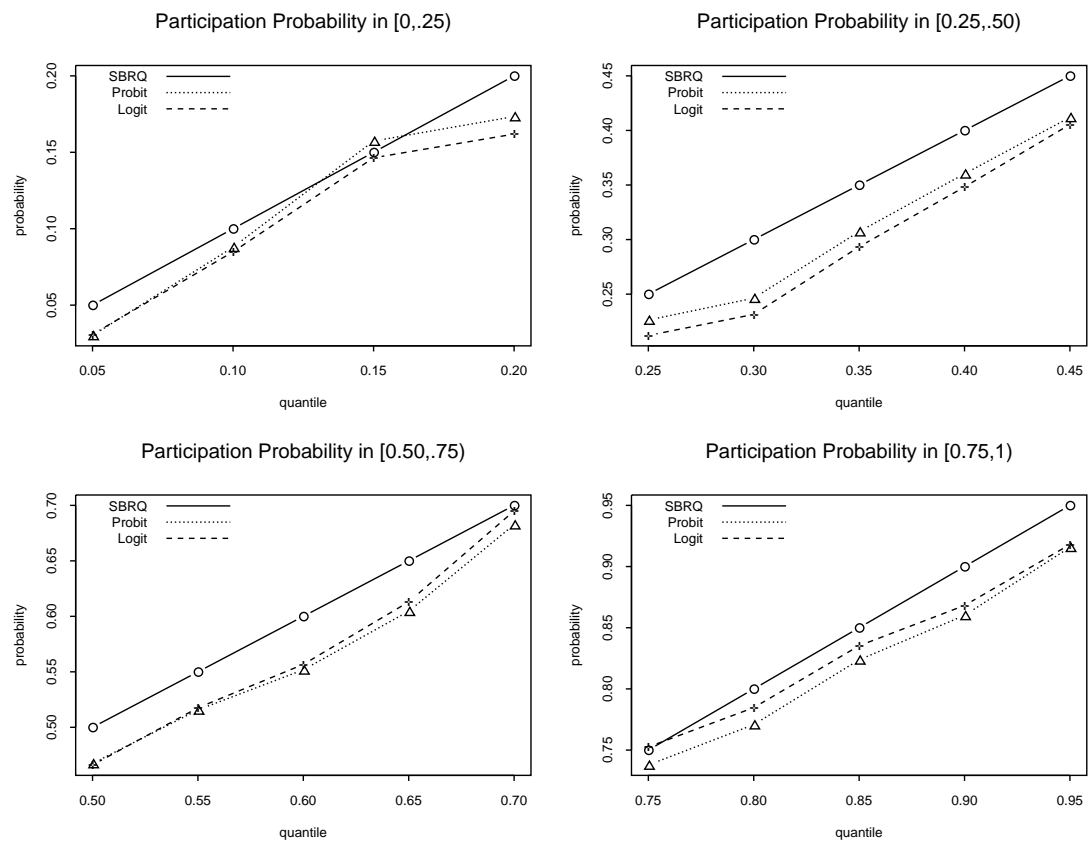 Participation Probability in [0,.25)
SBRQ
Probit
Logit
probability
0.20
0.15
0.10
0.05
0.05
0.10
0.15
0.20
quantile
Participation Probability in [0.25,.50)
SBRQ
Probit
Logit
probability
0.45
0.40
0.35
0.30
0.25
0.25
0.30
0.35
0.40
0.45
quantile
Participation Probability in [0.50,.75)
SBRQ
Probit
Logit
probability
0.70
0.65
0.60
0.55
0.50
0.50
0.55
0.60
0.65
0.70
quantile
Participation Probability in [0.75,1)
SBRQ
Probit
Logit
probability
0.95
0.90
0.85
0.80
0.75
0.75
0.80
0.85
0.90
0.95
quantile